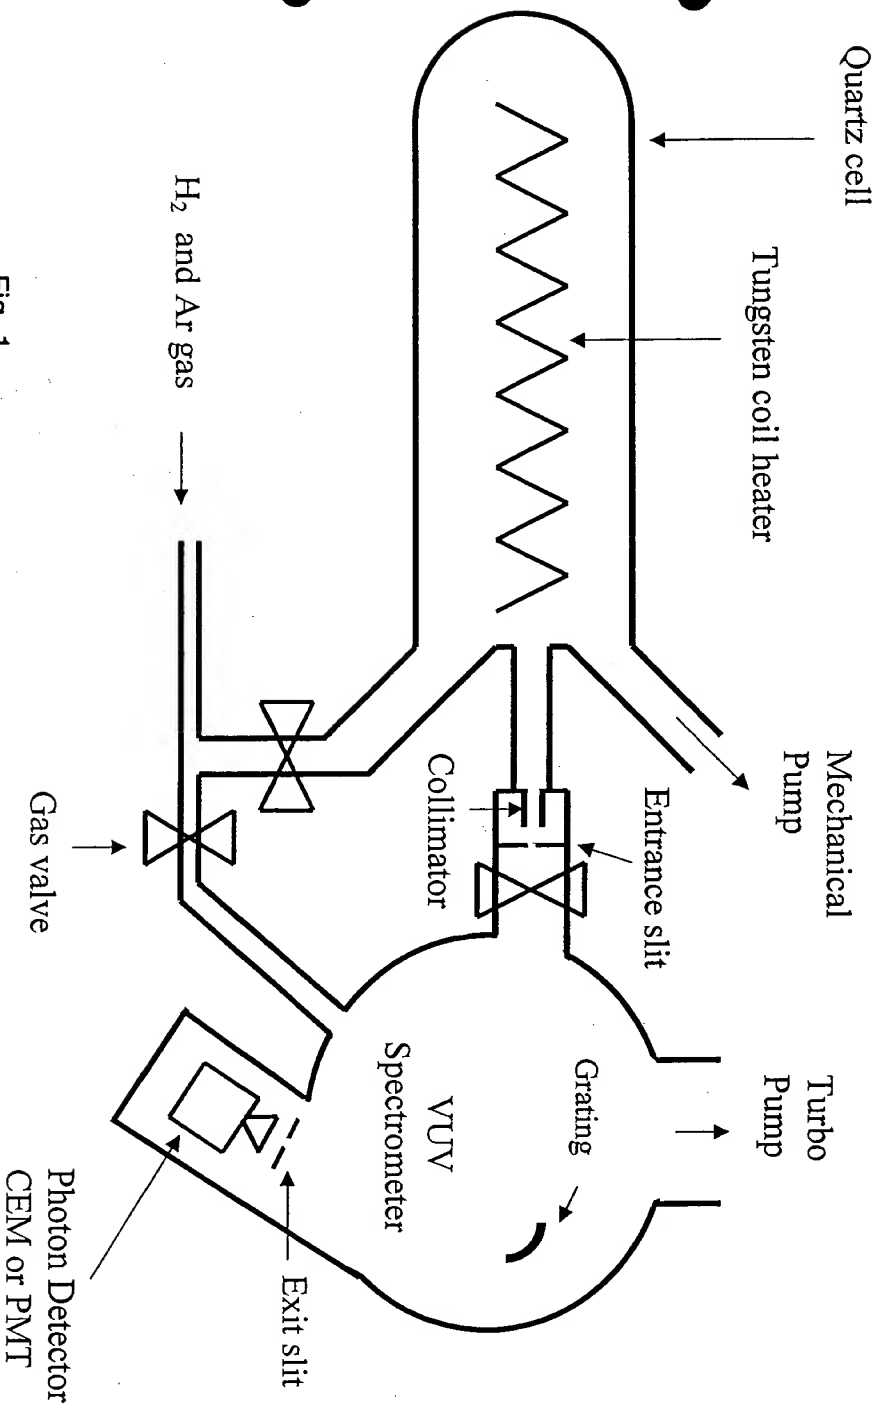 Quartz cell
Tungsten coil heater
Mechanical
Pump
Entrance slit
Turbo
Pump
Grating
VUV
Spectrometer
Collimator
Exit slit
H₂ and Ar gas
Gas valve
Photon Detector
CEM or PMT
Fig. 1